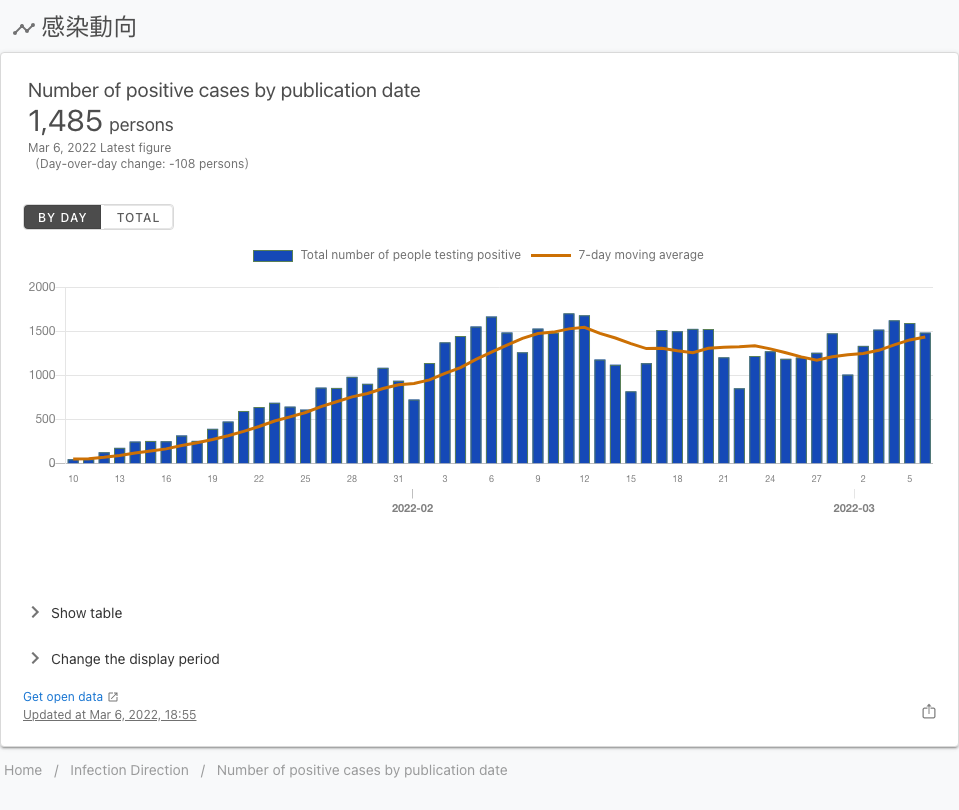 感染動向
Number of positive cases by publication date
1,485 persons
Mar 6, 2022 Latest figure
(Day-over-day change: -108 persons)
BY DAY TOTAL
Total number of people testing positive 7-day moving average
2000
1500
1000
500
0
10 13 16 19 22 25 28 31 3 6 9 12 15 18 21 24 27 2 5
2022-02 2022-03
Show table
Change the display period
Get open data
Updated at Mar 6, 2022, 18:55
Home / Infection Direction / Number of positive cases by publication date